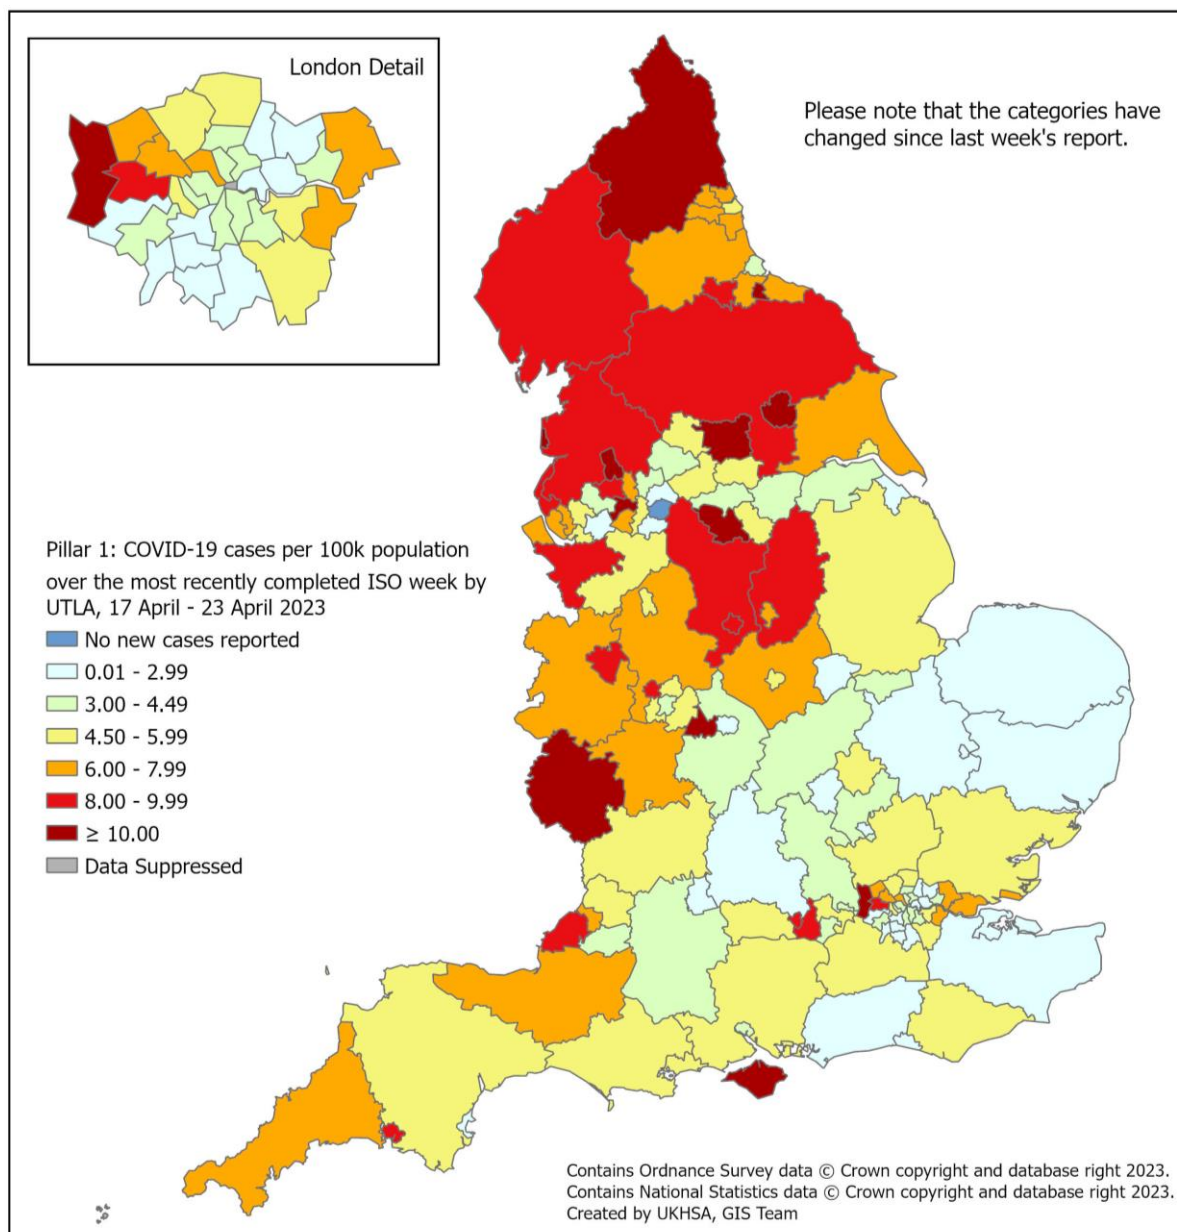 London Detail
Please note that the categories have
changed since last week's report.
Pillar 1: COVID-19 cases per 100k population
over the most recently completed ISO week by
UTLA, 17 April - 23 April 2023
No new cases reported
0.01 - 2.99
3.00 - 4.49
4.50 - 5.99
6.00 - 7.99
8.00 - 9.99
≥ 10.00
Data Suppressed
Contains Ordnance Survey data © Crown copyright and database right 2023.
Contains National Statistics data © Crown copyright and database right 2023.
Created by UKHSA, GIS Team